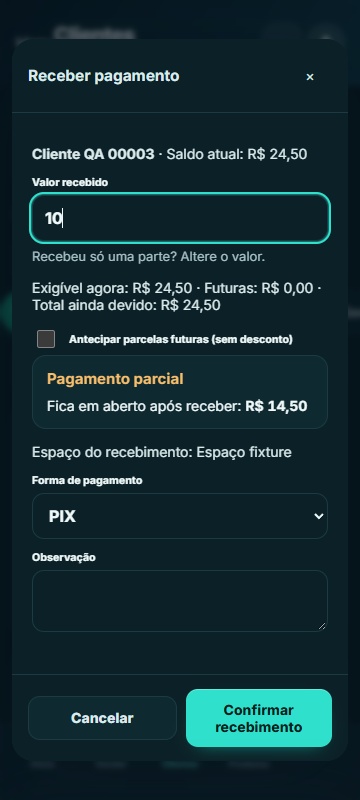 Clientes
Receber pagamento
×
Cliente QA 00003 · Saldo atual: R$ 24,50
Valor recebido
10
Recebeu só uma parte? Altere o valor.
Exigível agora: R$ 24,50 · Futuras: R$ 0,00 ·
Total ainda devido: R$ 24,50
Antecipar parcelas futuras (sem desconto)
Pagamento parcial
Fica em aberto após receber: R$ 14,50
Espaço do recebimento: Espaço fixture
Forma de pagamento
PIX
Observação
Cancelar
Confirmar
recebimento